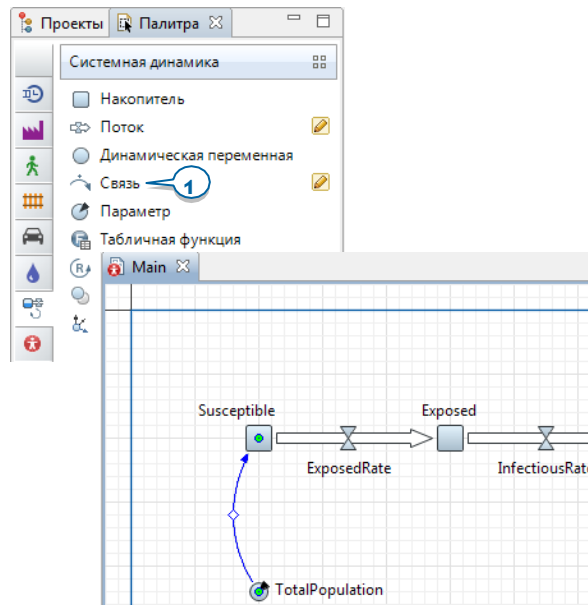 Проекты Палитра
Системная динамика
Накопитель
Поток
Динамическая переменная
Связь 1
Параметр
Табличная функция
Main
Susceptible Exposed
ExposedRate InfectiousRate
TotalPopulation